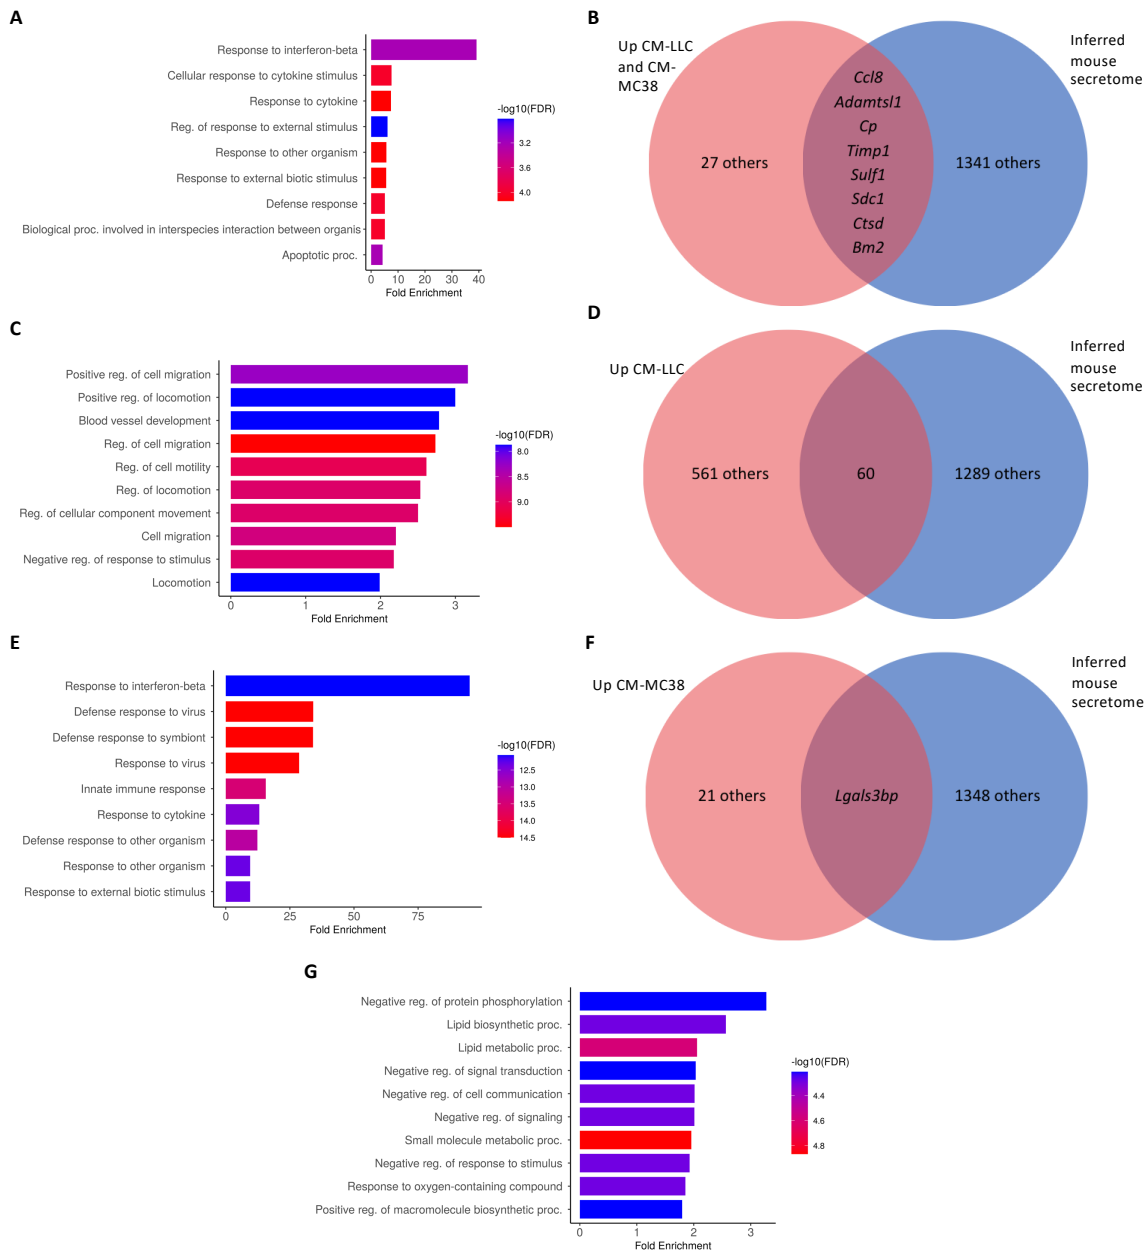 A
Response to interferon-beta
Cellular response to cytokine stimulus
Response to cytokine
Reg. of response to external stimulus
Response to other organism
Response to external biotic stimulus
Defense response
Biological proc. involved in interspecies interaction between organis
Apoptotic proc.
0 10 20 30 40
Fold Enrichment
-log10(FDR)
3.2
3.6
4.0
B
Up CM-LLC
and CM-
MC38
Inferred
mouse
secretome
27 others
Ccl8
Adamtsl1
Cp
Timp1
Sulf1
Sdc1
Ctsd
Bm2
1341 others
C
Positive reg. of cell migration
Positive reg. of locomotion
Blood vessel development
Reg. of cell migration
Reg. of cell motility
Reg. of locomotion
Reg. of cellular component movement
Cell migration
Negative reg. of response to stimulus
Locomotion
0 1 2 3
Fold Enrichment
-log10(FDR)
8.0
8.5
9.0
D
Up CM-LLC
Inferred
mouse
secretome
561 others
60
1289 others
E
Response to interferon-beta
Defense response to virus
Defense response to symbiont
Response to virus
Innate immune response
Response to cytokine
Defense response to other organism
Response to other organism
Response to external biotic stimulus
0 25 50 75
Fold Enrichment
-log10(FDR)
12.5
13.0
13.5
14.0
14.5
F
Up CM-MC38
Inferred
mouse
secretome
21 others
Lgals3bp
1348 others
G
Negative reg. of protein phosphorylation
Lipid biosynthetic proc.
Lipid metabolic proc.
Negative reg. of signal transduction
Negative reg. of cell communication
Negative reg. of signaling
Small molecule metabolic proc.
Negative reg. of response to stimulus
Response to oxygen-containing compound
Positive reg. of macromolecule biosynthetic proc.
0 1 2 3
Fold Enrichment
-log10(FDR)
4.4
4.6
4.8